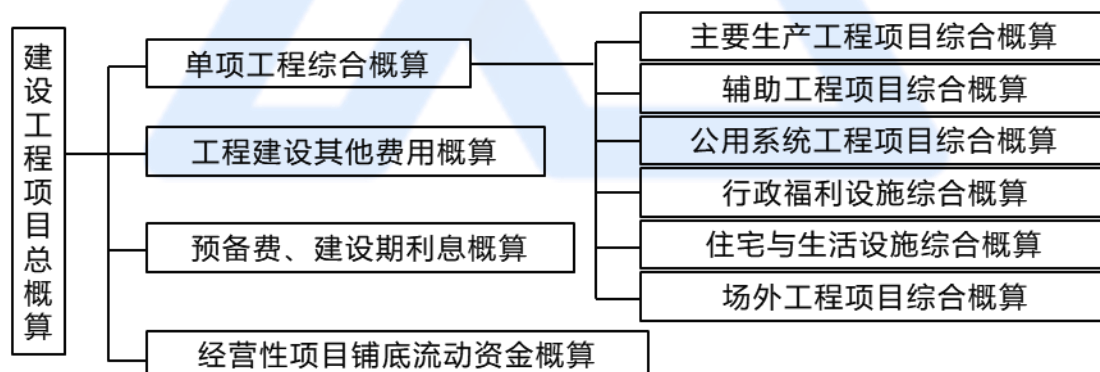 建设工程项目总概算
单项工程综合概算
工程建设其他费用概算
预备费、建设期利息概算
经营性项目铺底流动资金概算
主要生产工程项目综合概算
辅助工程项目综合概算
公用系统工程项目综合概算
行政福利设施综合概算
住宅与生活设施综合概算
场外工程项目综合概算